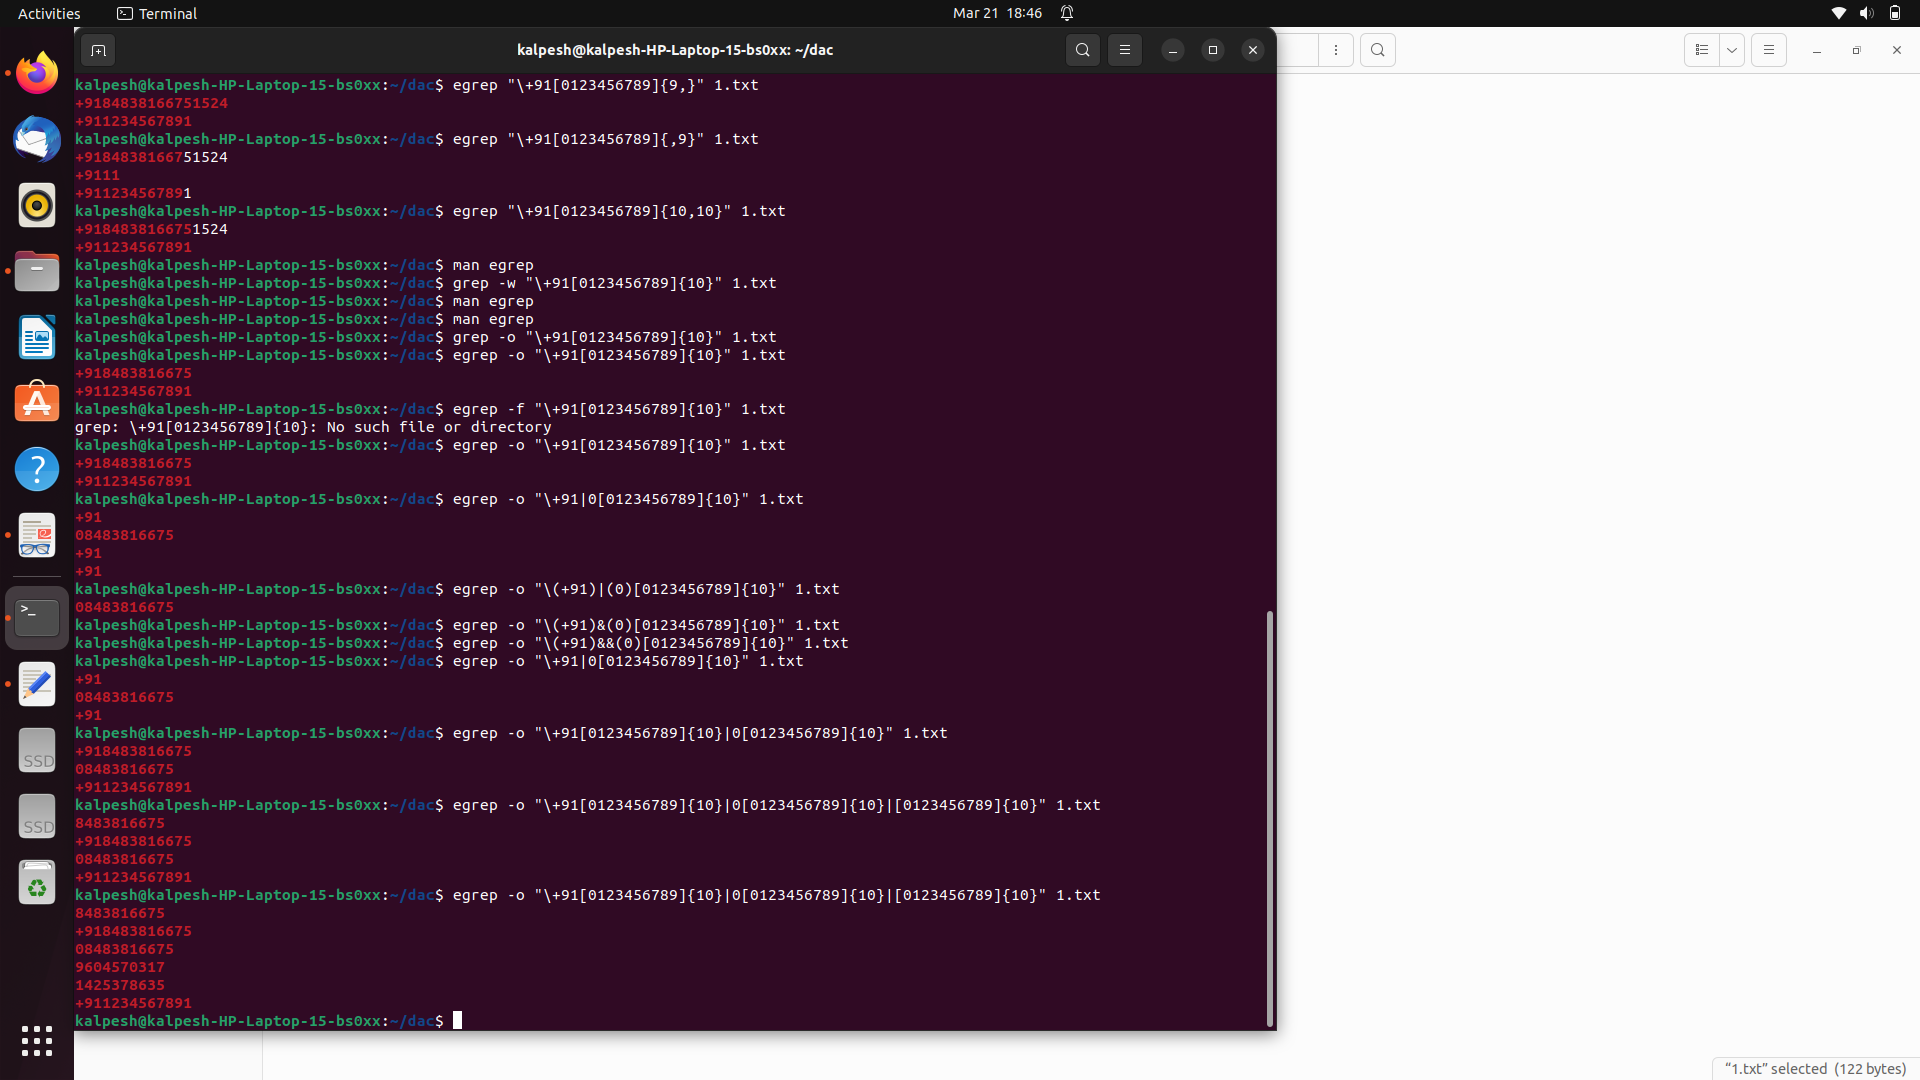 Activities
Terminal
Mar 21 18:46
kalpesh@kalpesh-HP-Laptop-15-bs0xx: ~/dac
kalpesh@kalpesh-HP-Laptop-15-bs0xx:~/dac$ egrep "\+91[0123456789]{9,}" 1.txt
+9184838166751524
+911234567891
kalpesh@kalpesh-HP-Laptop-15-bs0xx:~/dac$ egrep "\+91[0123456789]{,9}" 1.txt
+9184838166751524
+9111
+911234567891
kalpesh@kalpesh-HP-Laptop-15-bs0xx:~/dac$ egrep "\+91[0123456789]{10,10}" 1.txt
+9184838166751524
+911234567891
kalpesh@kalpesh-HP-Laptop-15-bs0xx:~/dac$ man egrep
kalpesh@kalpesh-HP-Laptop-15-bs0xx:~/dac$ grep -w "\+91[0123456789]{10}" 1.txt
kalpesh@kalpesh-HP-Laptop-15-bs0xx:~/dac$ man egrep
kalpesh@kalpesh-HP-Laptop-15-bs0xx:~/dac$ man egrep
kalpesh@kalpesh-HP-Laptop-15-bs0xx:~/dac$ grep -o "\+91[0123456789]{10}" 1.txt
kalpesh@kalpesh-HP-Laptop-15-bs0xx:~/dac$ egrep -o "\+91[0123456789]{10}" 1.txt
+918483816675
+911234567891
kalpesh@kalpesh-HP-Laptop-15-bs0xx:~/dac$ egrep -f "\+91[0123456789]{10}" 1.txt
grep: \+91[0123456789]{10}: No such file or directory
kalpesh@kalpesh-HP-Laptop-15-bs0xx:~/dac$ egrep -o "\+91[0123456789]{10}" 1.txt
+918483816675
+911234567891
kalpesh@kalpesh-HP-Laptop-15-bs0xx:~/dac$ egrep -o "\+91|0[0123456789]{10}" 1.txt
+91
08483816675
+91
+91
kalpesh@kalpesh-HP-Laptop-15-bs0xx:~/dac$ egrep -o "\(+91)|(0)[0123456789]{10}" 1.txt
08483816675
kalpesh@kalpesh-HP-Laptop-15-bs0xx:~/dac$ egrep -o "\(+91)&(0)[0123456789]{10}" 1.txt
kalpesh@kalpesh-HP-Laptop-15-bs0xx:~/dac$ egrep -o "\(+91)&&(0)[0123456789]{10}" 1.txt
kalpesh@kalpesh-HP-Laptop-15-bs0xx:~/dac$ egrep -o "\+91|0[0123456789]{10}" 1.txt
+91
08483816675
+91
kalpesh@kalpesh-HP-Laptop-15-bs0xx:~/dac$ egrep -o "\+91[0123456789]{10}|0[0123456789]{10}" 1.txt
+918483816675
08483816675
+911234567891
kalpesh@kalpesh-HP-Laptop-15-bs0xx:~/dac$ egrep -o "\+91[0123456789]{10}|0[0123456789]{10}|[0123456789]{10}" 1.txt
8483816675
+918483816675
08483816675
+911234567891
kalpesh@kalpesh-HP-Laptop-15-bs0xx:~/dac$ egrep -o "\+91[0123456789]{10}|0[0123456789]{10}|[0123456789]{10}" 1.txt
8483816675
+918483816675
08483816675
9604570317
1425378635
+911234567891
kalpesh@kalpesh-HP-Laptop-15-bs0xx:~/dac$
SSD
SSD
“1.txt” selected (122 bytes)